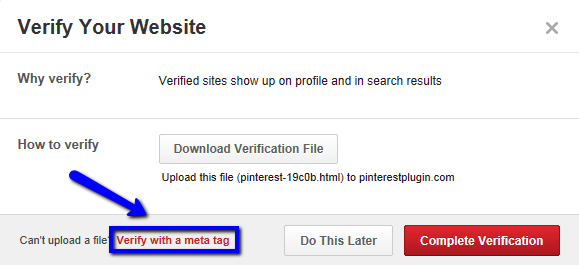 Verify Your Website
Why verify?
Verified sites show up on profile and in search results
How to verify
Download Verification File
Upload this file (pinterest-19c0b.html) to pinterestplugin.com
Can't upload a file? Verify with a meta tag
Do This Later
Complete Verification